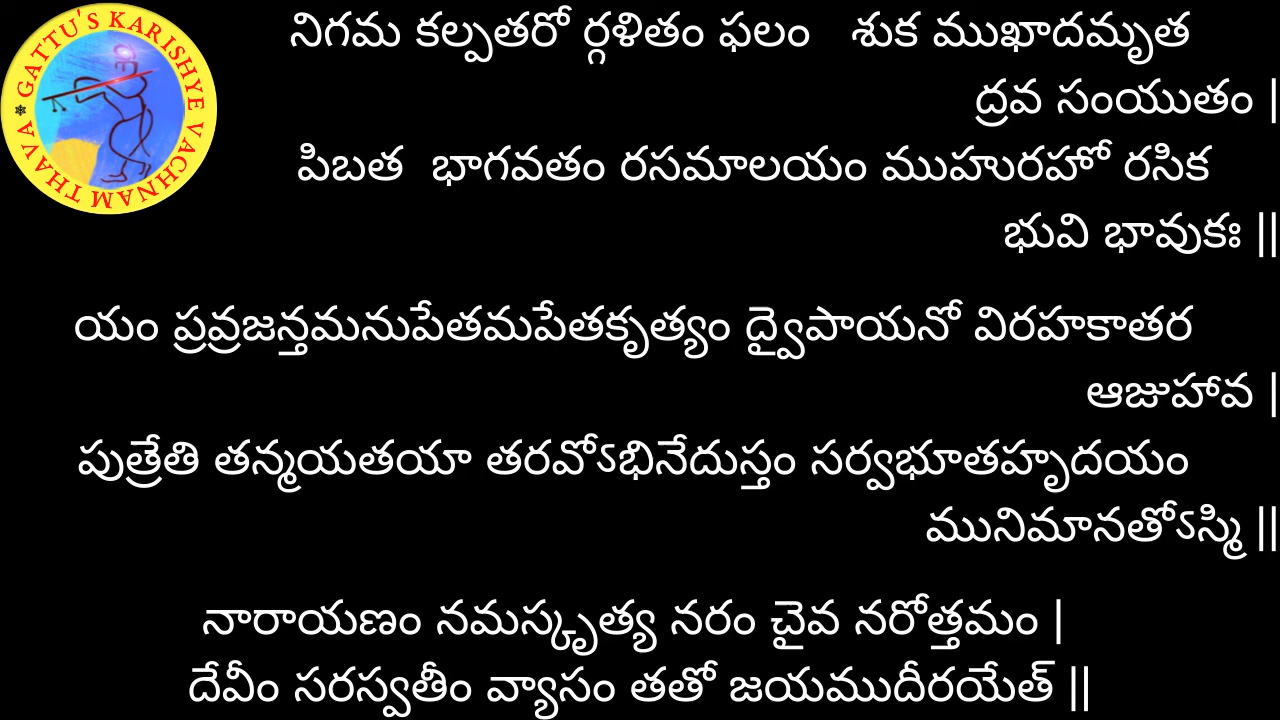 GATTU'S KARISHYE VACHNAM THAVA
నిగమ కల్పతరో ర్గళితం ఫలం శుక ముఖాదమృత
ద్రవ సంయుతం |
పిబత భాగవతం రసమాలయం ముహురహో రసిక
భువి భావుకః ||
యం ప్రవ్రజన్తమనుపేతమపేతకృత్యం ద్వైపాయనో విరహకాతర
ఆజుహావ |
పుత్రేతి తన్మయతయా తరవోఽభినేదుస్తం సర్వభూతహృదయం
మునిమానతోఽస్మి ||
నారాయణం నమస్కృత్య నరం చైవ నరోత్తమం |
దేవీం సరస్వతీం వ్యాసం తతో జయముదీరయేత్ ||